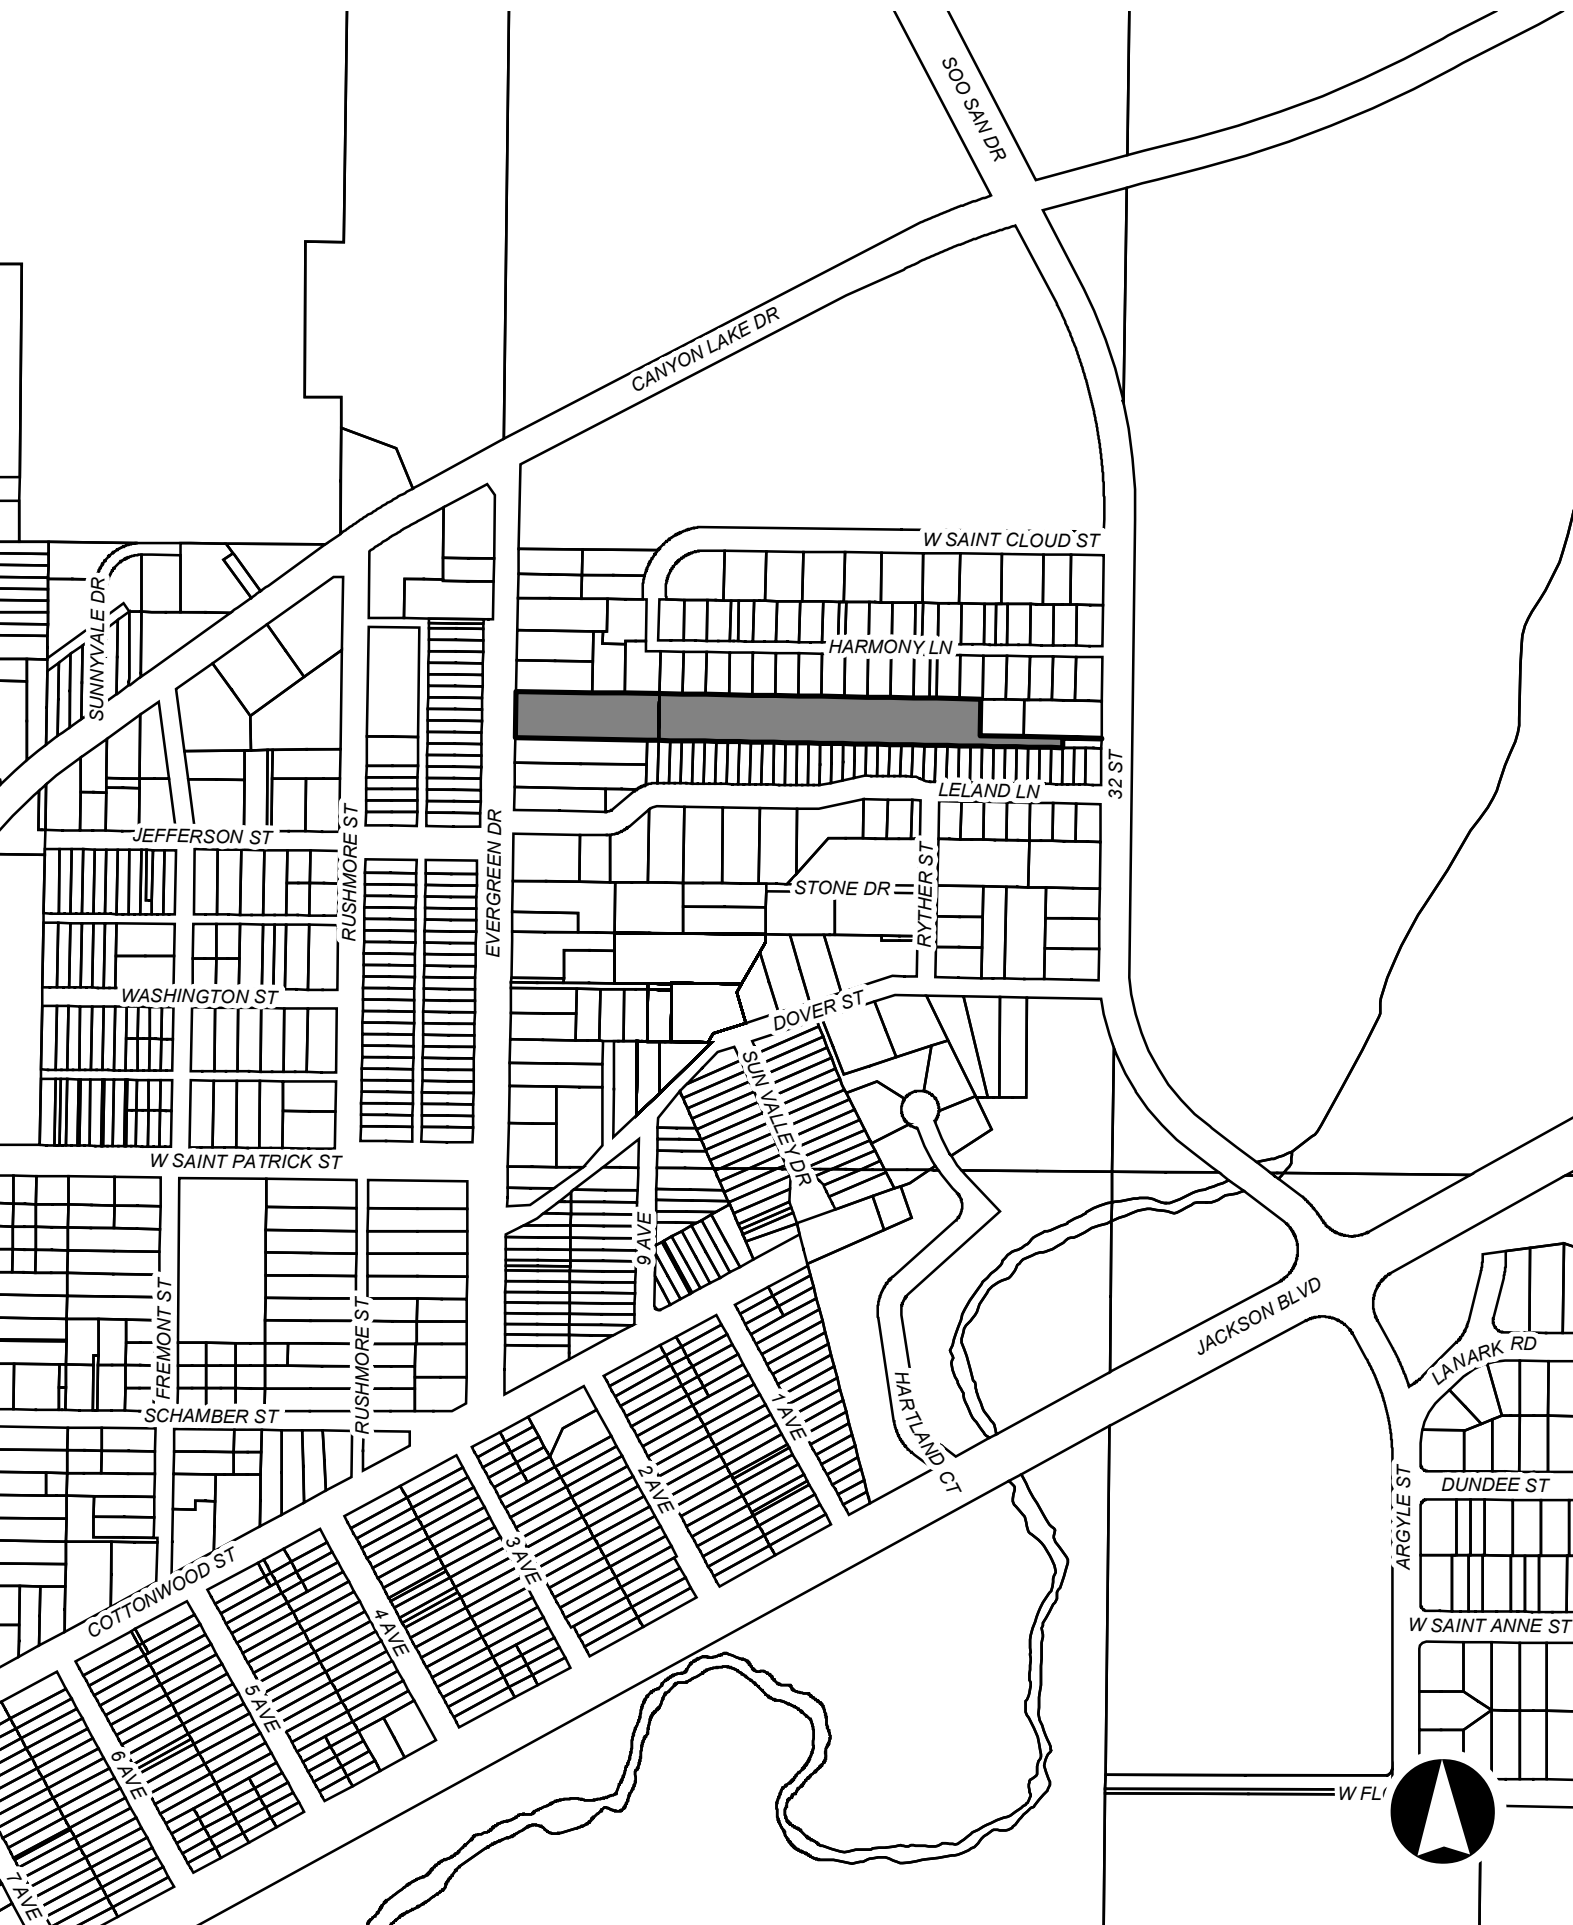 SOO SAN DR
CANYON LAKE DR
W SAINT CLOUD ST
SUNNYVALE DR
HARMONY LN
32 ST
LELAND LN
JEFFERSON ST
RUSHMORE ST
EVERGREEN DR
STONE DR
RYTHER ST
WASHINGTON ST
DOVER ST
SUN VALLEY DR
W SAINT PATRICK ST
9 AVE
FREMONT ST
RUSHMORE ST
JACKSON BLVD
LANARK RD
SCHAMBER ST
1 AVE
HARTLAND CT
2 AVE
DUNDEE ST
ARGYLE ST
3 AVE
COTTONWOOD ST
4 AVE
W SAINT ANNE ST
5 AVE
6 AVE
W FL
7 AVE